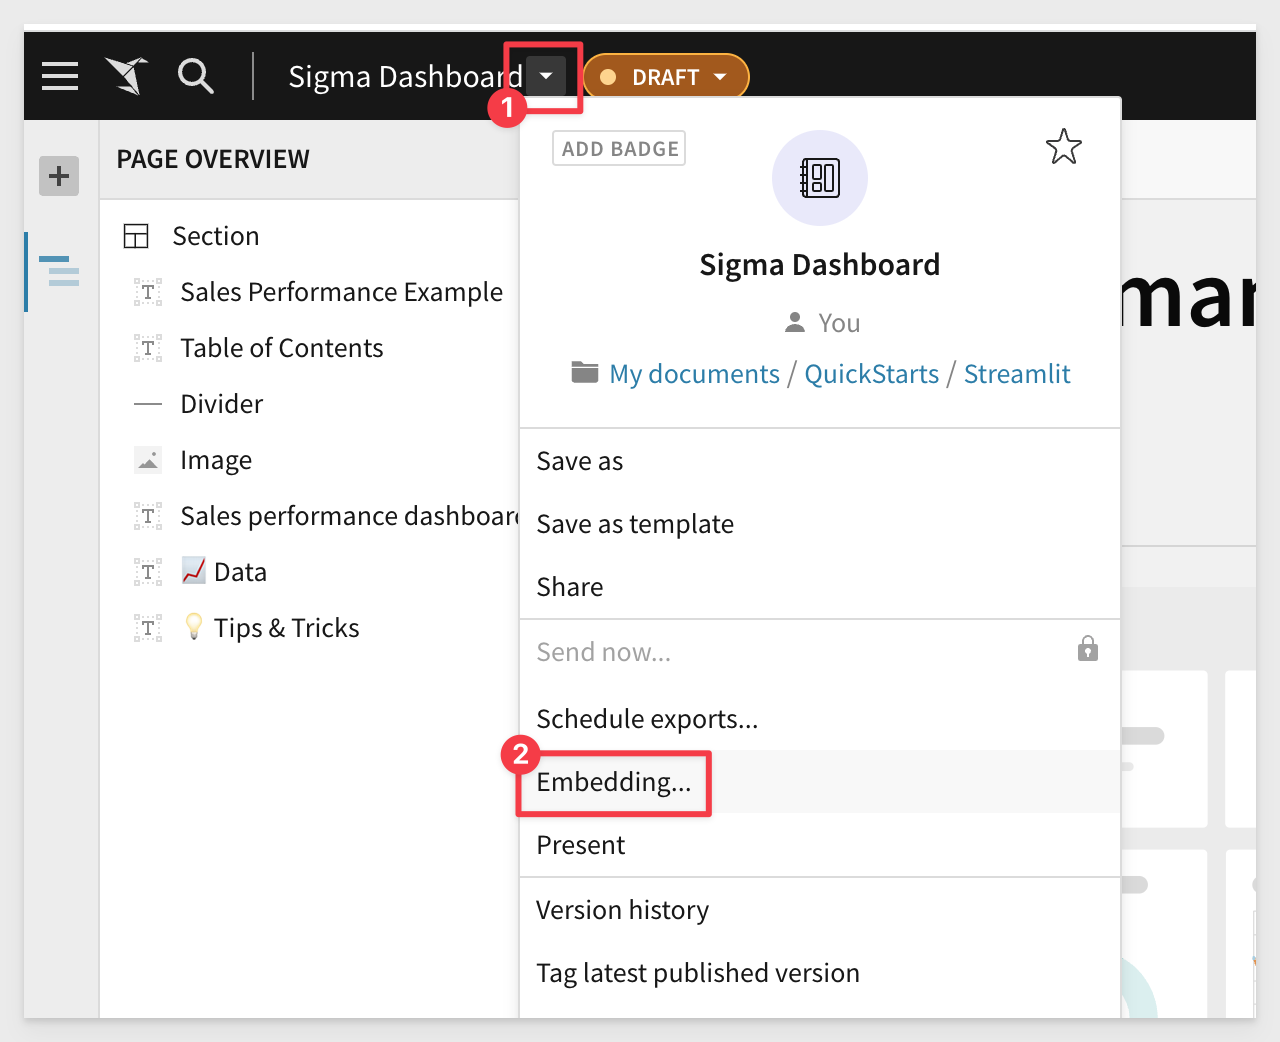 Sigma Dashboard
DRAFT
1
PAGE OVERVIEW
Section
Sales Performance Example
Table of Contents
Divider
Image
Sales performance dashboard
Data
Tips & Tricks
ADD BADGE
Sigma Dashboard
You
My documents / QuickStarts / Streamlit
Save as
Save as template
Share
Send now...
Schedule exports...
2
Embedding...
Present
Version history
Tag latest published version